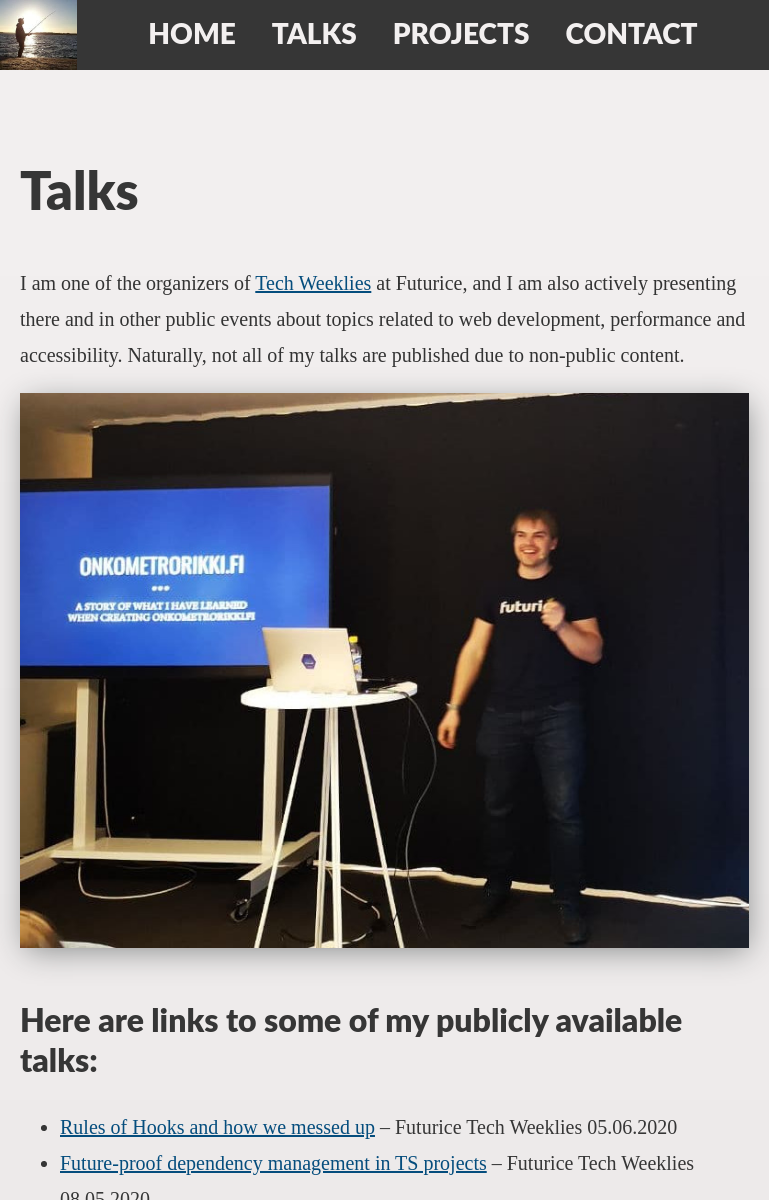 HOME TALKS PROJECTS CONTACT
Talks
I am one of the organizers of Tech Weeklies at Futurice, and I am also actively presenting
there and in other public events about topics related to web development, performance and
accessibility. Naturally, not all of my talks are published due to non-public content.
ONKOMETRORIKKI.FI
A STORY OF WHAT I HAVE LEARNED
WHEN CREATING ONKOMETRORIKKI.FI
Here are links to some of my publicly available
talks:
Rules of Hooks and how we messed up – Futurice Tech Weeklies 05.06.2020
Future-proof dependency management in TS projects – Futurice Tech Weeklies
08.05.2020